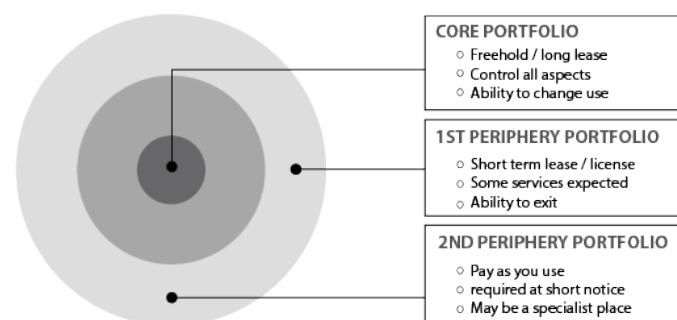 CORE PORTFOLIO
Freehold / long lease
Control all aspects
Ability to change use
1ST PERIPHERY PORTFOLIO
Short term lease / license
Some services expected
Ability to exit
2ND PERIPHERY PORTFOLIO
Pay as you use
required at short notice
May be a specialist place